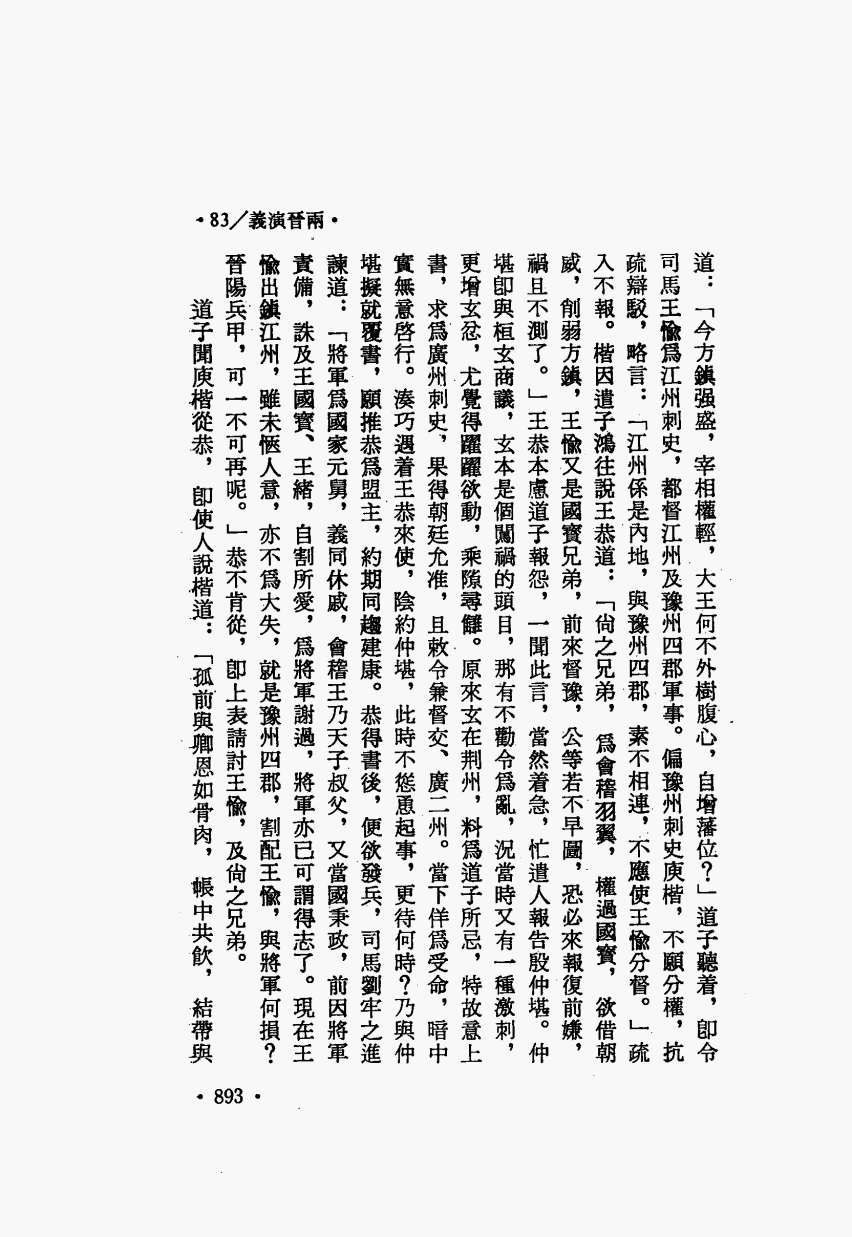 ·83／義演晉兩·
道：「今方鎮强盛，宰相權輕，大王何不外樹腹心，自增藩位？」道子聽着，卽令
司馬王愉爲江州刺史，都督江州及豫州四郡軍事。偏豫州刺史庾楷，不願分權，抗
疏辯駁，略言：「江州係是內地，與豫州四郡，素不相連，不應使王愉分督。」疏
入不報。楷因遣子鴻往說王恭道：「尙之兄弟，爲會稽羽翼，權過國寳，欲借朝
威，削弱方鎮，王愉又是國寳兄弟，前來督豫，公等若不早圖，恐必來報復前嫌，
禍且不測了。」王恭本慮道子報怨，一聞此言，當然着急，忙遣人報告殷仲堪。仲
堪卽與桓玄商議，玄本是個闖禍的頭目，那有不勸令爲亂，況當時又有一種激刺，
更增玄忿，尤覺得躍躍欲動，乘隙尋讎。原來玄在荆州，料爲道子所忌，特故意上
書，求爲廣州刺史，果得朝廷允准，且敕令兼督交、廣二州。當下佯爲受命，暗中
實無意啓行。湊巧遇着王恭來使，陰約仲堪，此時不慫恿起事，更待何時？乃與仲
堪擬就覆書，願推恭爲盟主，約期同趨建康。恭得書後，便欲發兵，司馬劉牢之進
諫道：「將軍爲國家元舅，義同休戚，會稽王乃天子叔父，又當國秉政，前因將軍
責備，誅及王國寳、王緒，自割所愛，爲將軍謝過，將軍亦已可謂得志了。現在王
愉出鎮江州，雖未愜人意，亦不爲大失，就是豫州四郡，割配王愉，與將軍何損？
晉陽兵甲，可一不可再呢。」恭不肯從，卽上表請討王愉，及尙之兄弟。
道子聞庾楷從恭，卽使人說楷道：「孤前與卿恩如骨肉，帳中共飲，結帶與
·893·